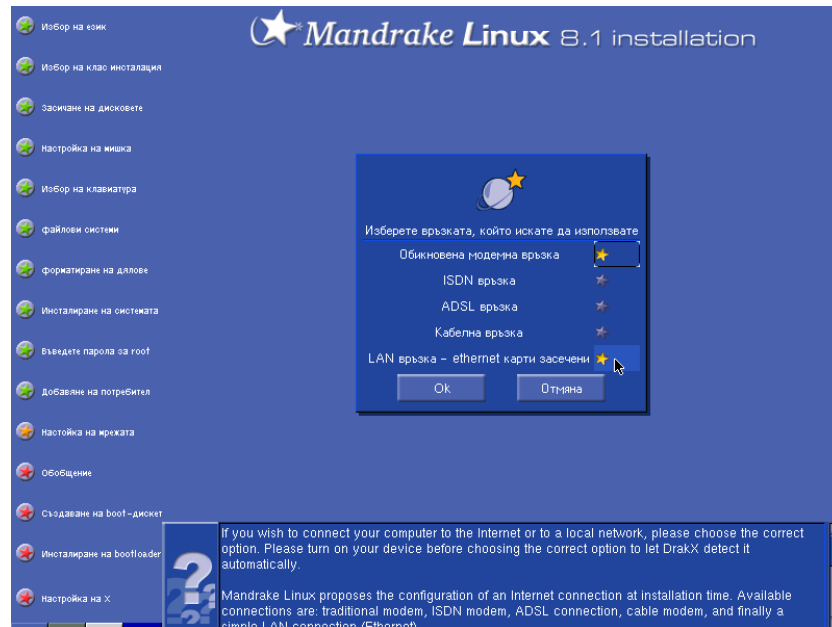 Mandrake Linux 8.1 installation
Избор на език
Избор на клас инсталация
Засичане на дисковете
Настройка на мишка
Избор на клавиатура
файлови системи
форматиране на дялове
Инсталиране на системата
Въведете парола за root
Добавяне на потребител
Настойка на мрежата
Обобщение
Създаване на boot-дискет
Инсталиране на bootloader
Настройка на X
Изберете връзката, който искате да използвате
Обикновена модемна връзка
ISDN връзка
ADSL връзка
Кабелна връзка
LAN връзка - ethernet карти засечени
Ok
Отмяна
If you wish to connect your computer to the Internet or to a local network, please choose the correct
option. Please turn on your device before choosing the correct option to let DrakX detect it
automatically.
Mandrake Linux proposes the configuration of an Internet connection at installation time. Available
connections are: traditional modem, ISDN modem, ADSL connection, cable modem, and finally a
simple LAN connection (Ethernet)